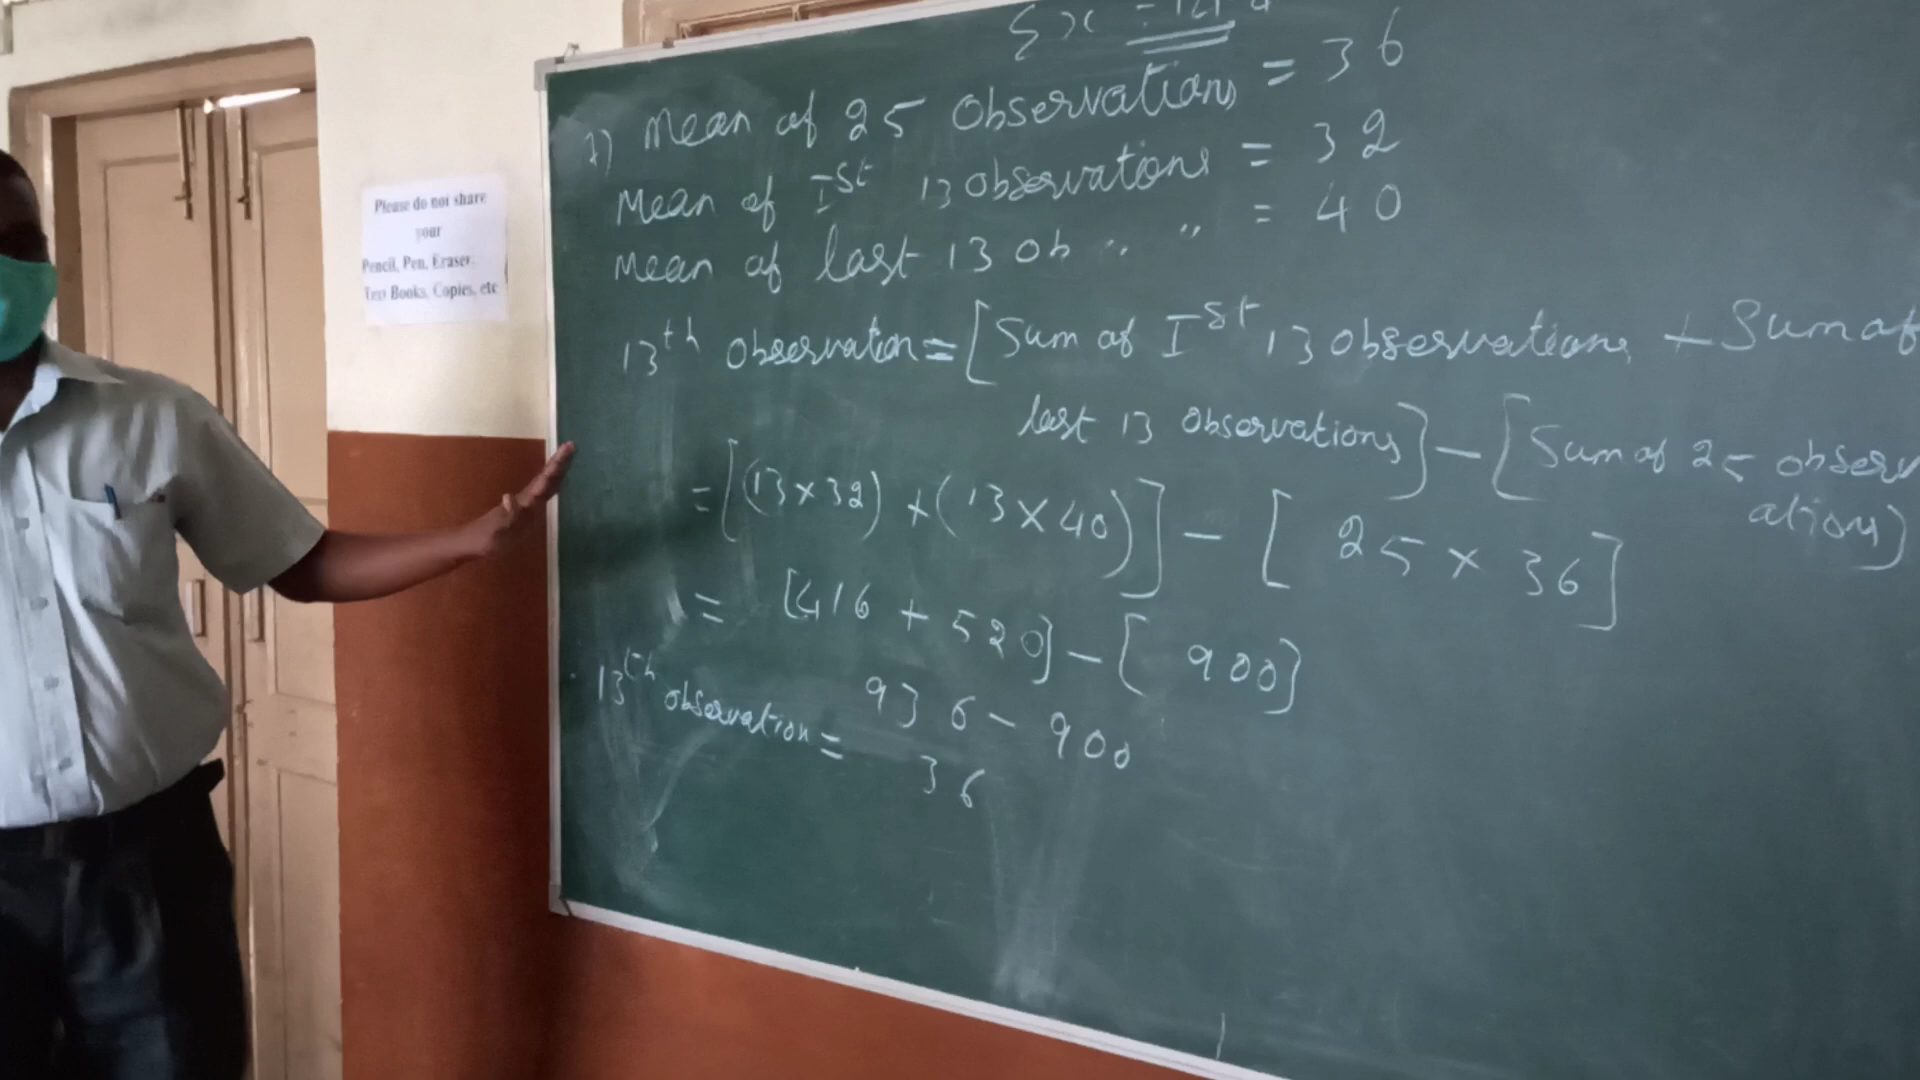 Please do not share
your
Pencil, Pen, Eraser.
Text Books, Copies, etc
Σx =
7) Mean of 25 Observations = 36
Mean of Ist 13 observations = 32
Mean of last 13 Ob " " = 40
13th observation = [Sum of Ist 13 observations + Sum of
last 13 observations] - [Sum of 25 observ
ations]
= [(13×32) + (13×40)] - [25 × 36]
= [416 + 520] - [900]
936 - 900
13th observation = 36